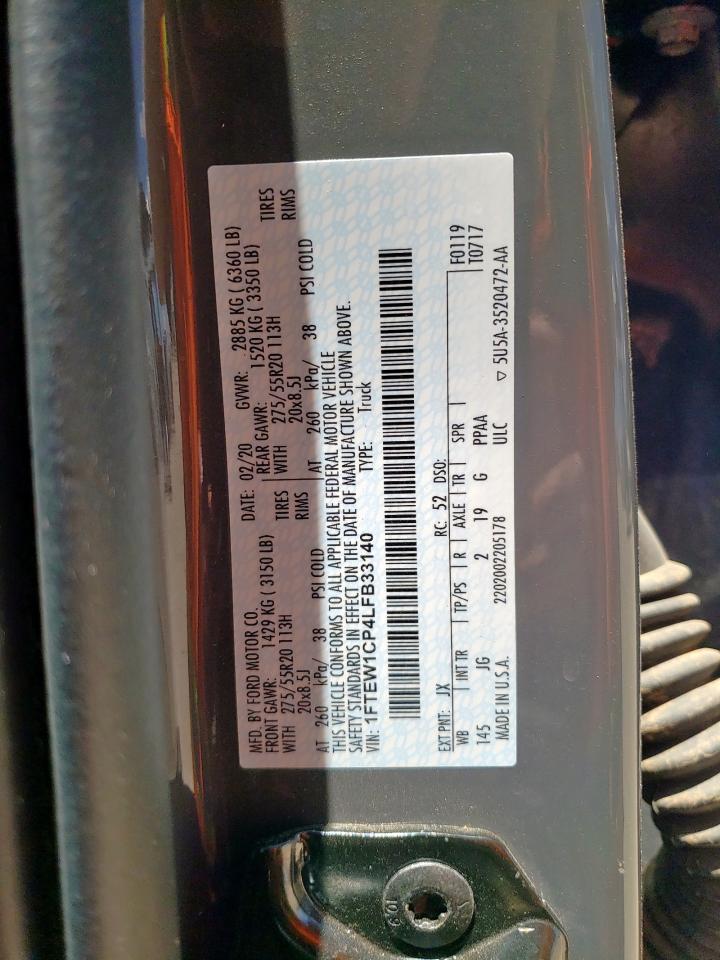 MFD. BY FORD MOTOR CO. DATE: 02/20 GVWR: 2885 KG ( 6360 LB)
FRONT GAWR: 1429 KG ( 3150 LB) REAR GAWR: 1520 KG ( 3350 LB)
WITH 275/55R20 113H TIRES WITH 275/55R20 113H TIRES
20x8.5J RIMS 20x8.5J RIMS
AT 260 kPa/ 38 PSI COLD AT 260 kPa/ 38 PSI COLD
THIS VEHICLE CONFORMS TO ALL APPLICABLE FEDERAL MOTOR VEHICLE
SAFETY STANDARDS IN EFFECT ON THE DATE OF MANUFACTURE SHOWN ABOVE.
VIN: 1FTEW1CP4LFB33140 TYPE: Truck
EXT PNT: JX RC: 52 DSO: F0119
WB INT TR TP/PS R AXLE TR SPR T0717
145 JG 2 19 G PPAA
MADE IN U.S.A. 2202002205178 ULC ▽ 5U5A-3520472-AA
10.9